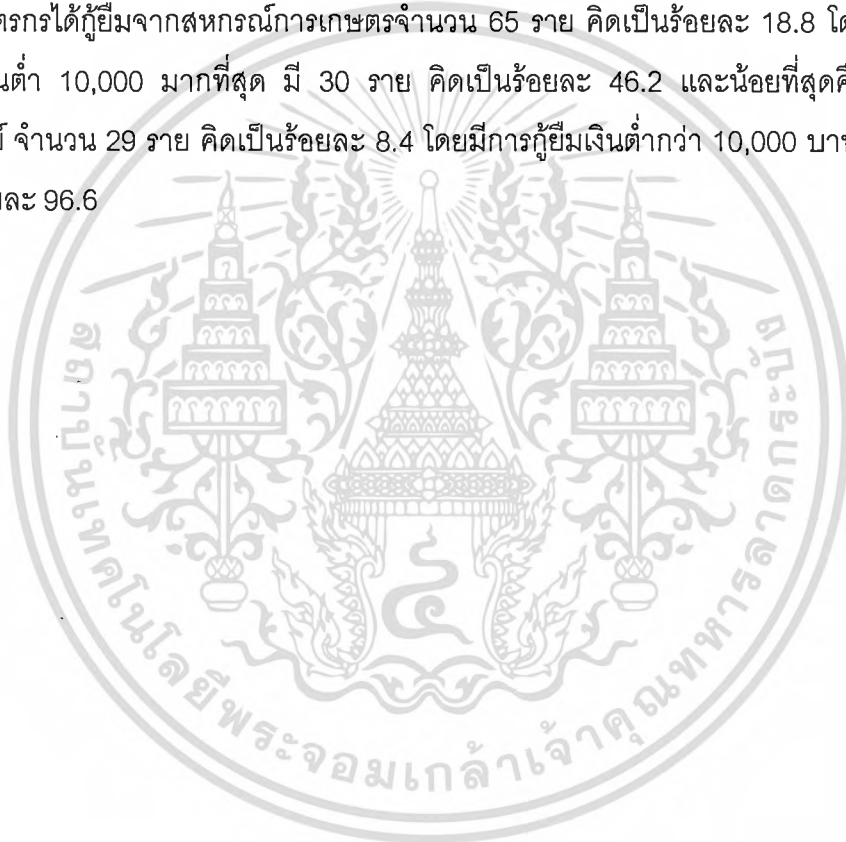 ตรกรได้กู้ยืมจากสหกรณ์การเกษตรจำนวน 65 ราย คิดเป็นร้อยละ 18.8 โด
นต่ำ 10,000 มากที่สุด มี 30 ราย คิดเป็นร้อยละ 46.2 และน้อยที่สุดคื
จำนวน 29 ราย คิดเป็นร้อยละ 8.4 โดยมีการกู้ยืมเงินต่ำกว่า 10,000 บาท
ละ 96.6
สถาบันเทคโนโลยีพระจอมเกล้าเจ้าคุณทหารลาดกระบัง
๔